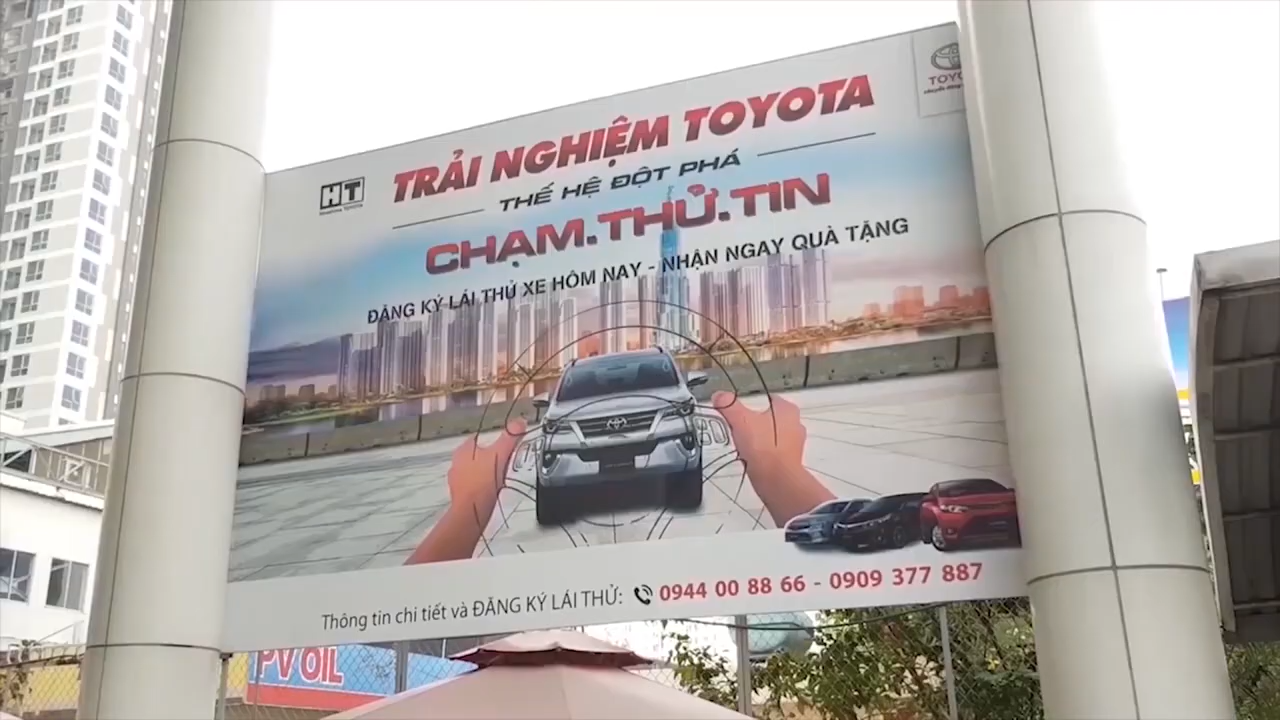 HT
TRẢI NGHIỆM TOYOTA
THẾ HỆ ĐỘT PHÁ
CHẠM.THỬ.TIN
ĐĂNG KÝ LÁI THỬ XE HÔM NAY - NHẬN NGAY QUÀ TẶNG
Thông tin chi tiết và ĐĂNG KÝ LÁI THỬ: 0944 00 88 66 - 0909 377 887
PV OIL